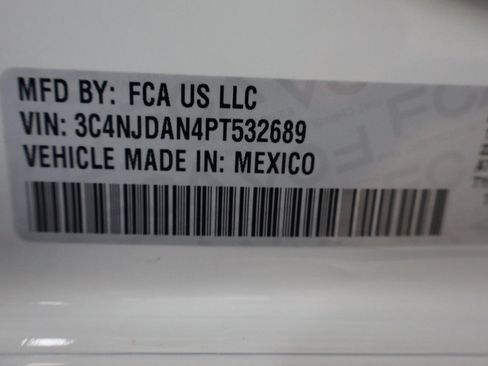 MFD BY: FCA US LLC
VIN: 3C4NJDAN4PT532689
VEHICLE MADE IN: MEXICO